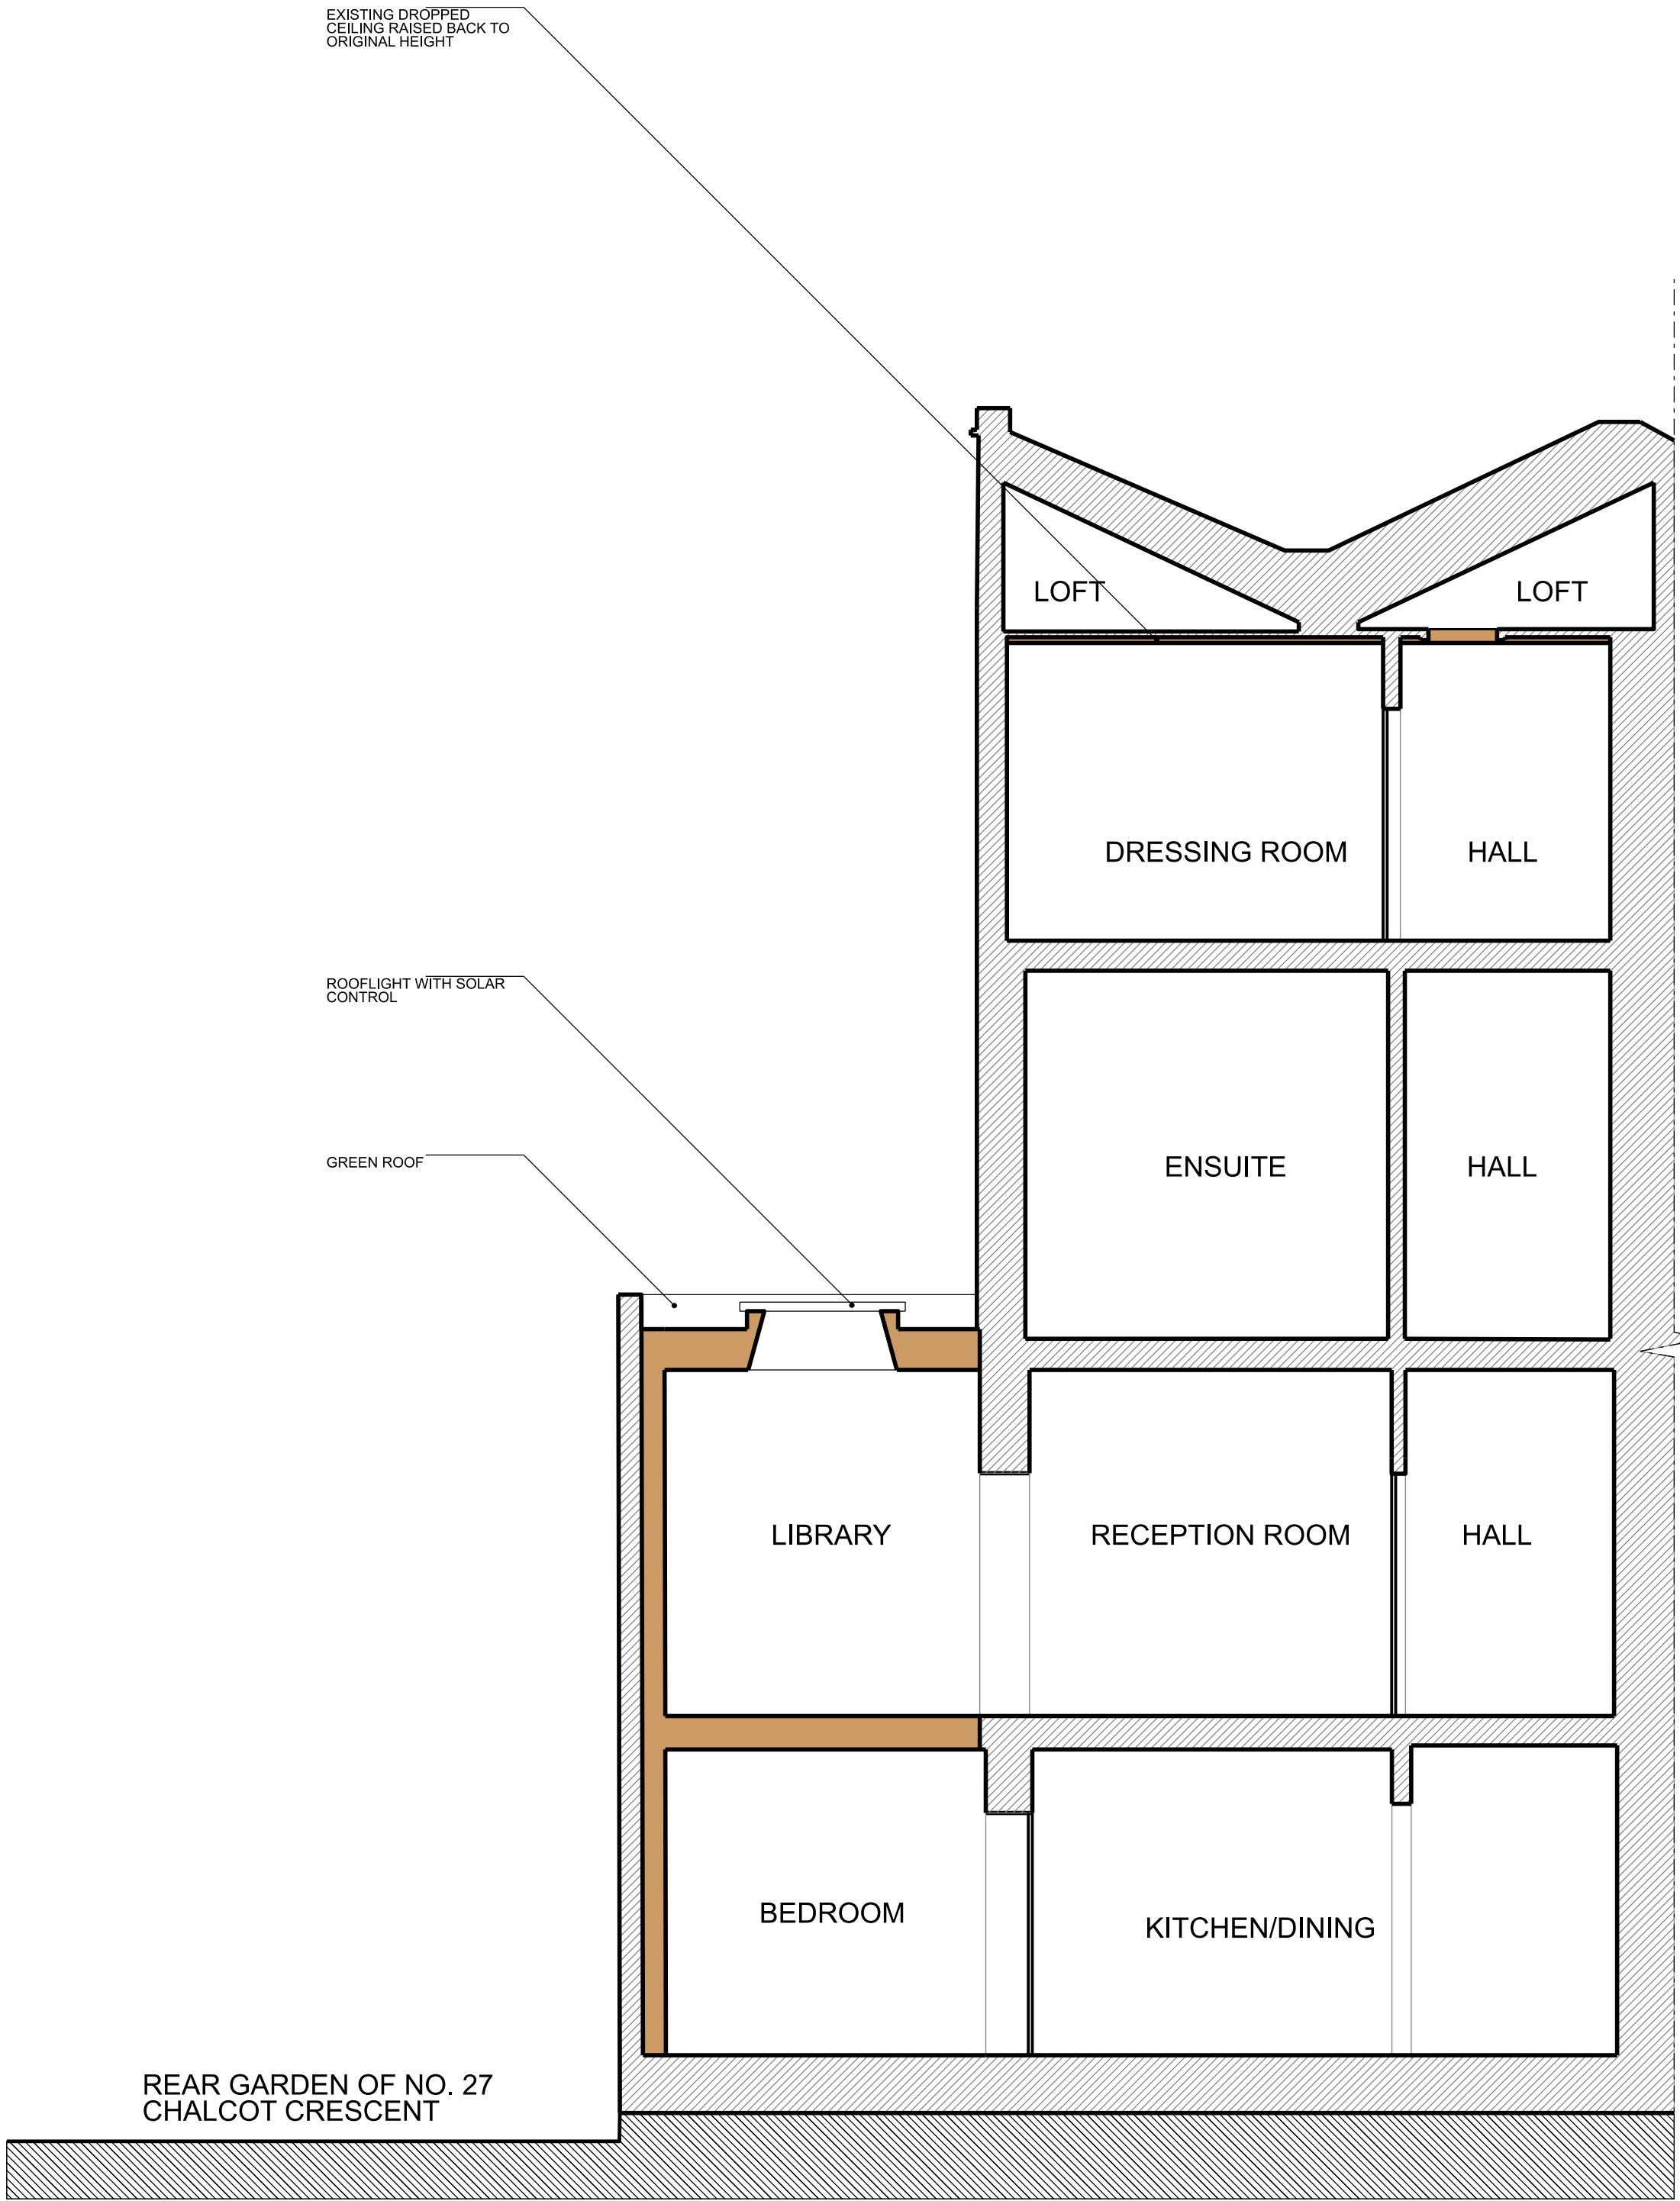 EXISTING DROPPED
CEILING RAISED BACK TO
ORIGINAL HEIGHT
LOFT
LOFT
DRESSING ROOM
HALL
ROOFLIGHT WITH SOLAR
CONTROL
GREEN ROOF
ENSUITE
HALL
LIBRARY
RECEPTION ROOM
HALL
BEDROOM
KITCHEN/DINING
REAR GARDEN OF NO. 27
CHALCOT CRESCENT